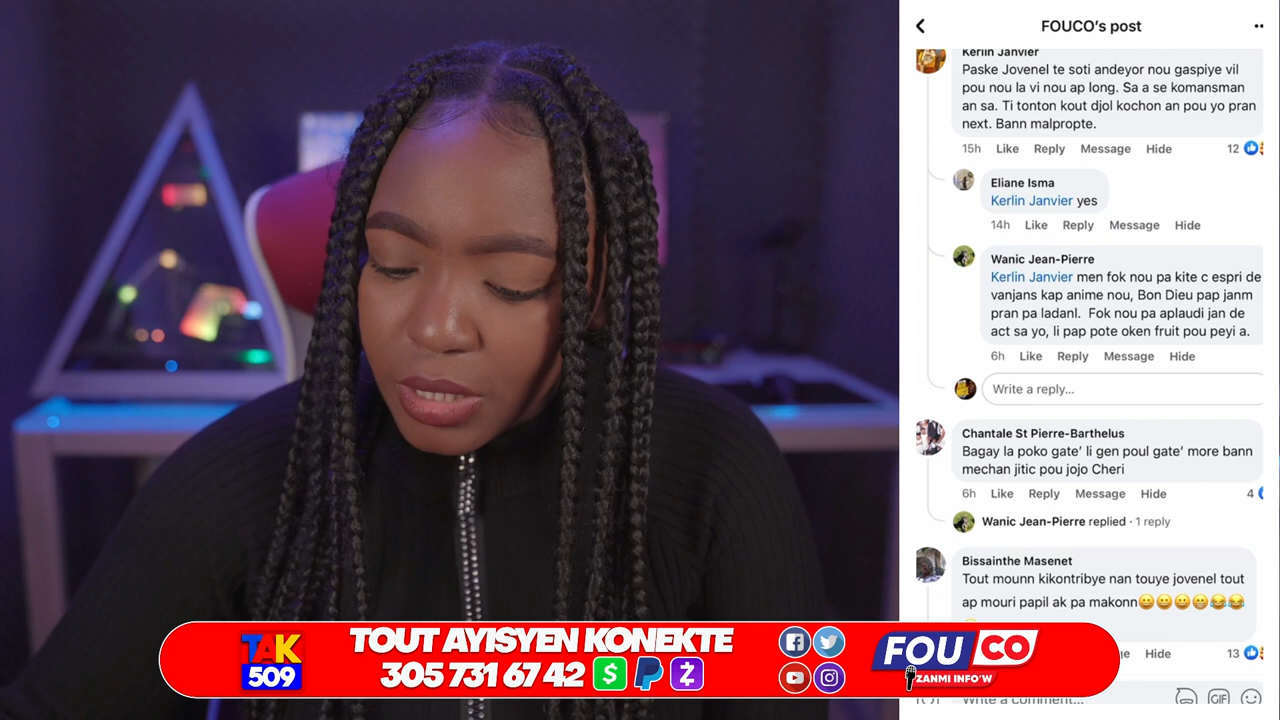 FOUCO's post
Kerlin Janvier
Paske Jovenel te soti andeyor nou gaspiye vil
pou nou la vi nou ap long. Sa a se komansman
an sa. Ti tonton kout djol kochon an pou yo pran
next. Bann malpropte.
15h Like Reply Message Hide 12
Eliane Isma
Kerlin Janvier yes
14h Like Reply Message Hide
Wanic Jean-Pierre
Kerlin Janvier men fok nou pa kite c espri de
vanjans kap anime nou, Bon Dieu pap janm
pran pa ladanl. Fok nou pa aplaudi jan de
act sa yo, li pap pote oken fruit pou peyi a.
6h Like Reply Message Hide
Write a reply...
Chantale St Pierre-Barthelus
Bagay la poko gate' li gen poul gate' more bann
mechan jitic pou jojo Cheri
6h Like Reply Message Hide 4
Wanic Jean-Pierre replied · 1 reply
Bissainthe Masenet
Tout mounn kikontribye nan touye jovenel tout
ap mouri papil ak pa makonn😀😀😀😁😂😂
Hide 13
Write a comment...
GIF
TAK
509
TOUT AYISYEN KONEKTE
305 731 67 42
FOUCO
ZANMI INFO'W